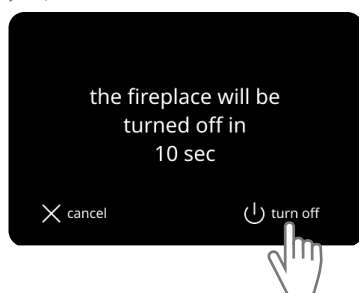 the fireplace will be
turned off in
10 sec
cancel turn off